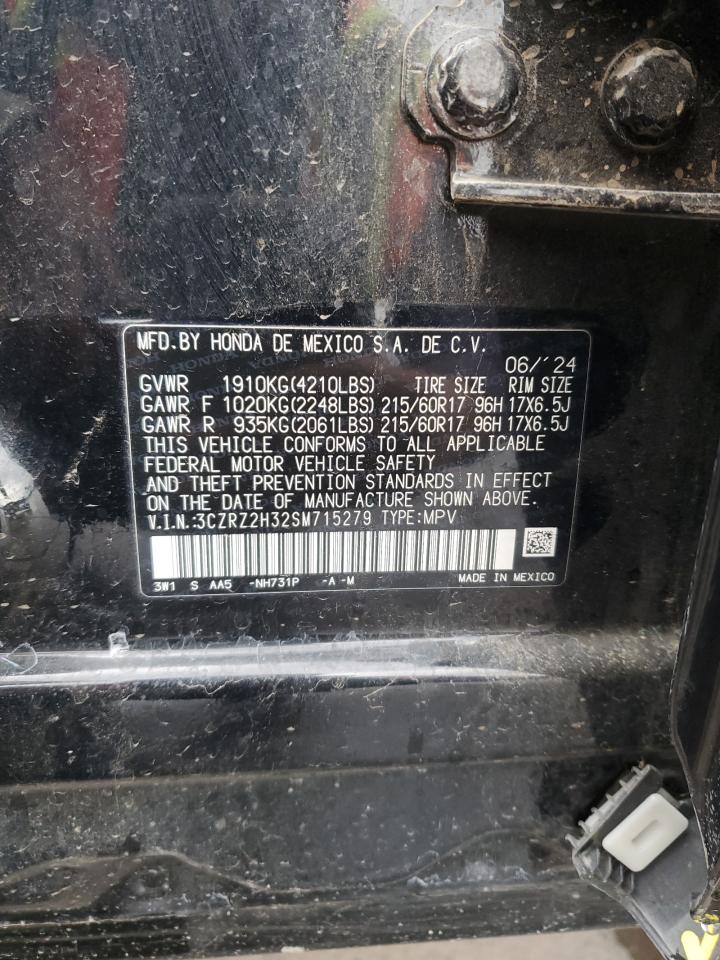 MFD.BY HONDA DE MEXICO S.A. DE C.V.
06/'24
GVWR 1910KG(4210LBS) TIRE SIZE RIM SIZE
GAWR F 1020KG(2248LBS) 215/60R17 96H 17X6.5J
GAWR R 935KG(2061LBS) 215/60R17 96H 17X6.5J
THIS VEHICLE CONFORMS TO ALL APPLICABLE
FEDERAL MOTOR VEHICLE SAFETY
AND THEFT PREVENTION STANDARDS IN EFFECT
ON THE DATE OF MANUFACTURE SHOWN ABOVE.
V.I.N.:3CZRZ2H32SM715279 TYPE:MPV
3W1 S AA5 -NH731P -A -M MADE IN MEXICO